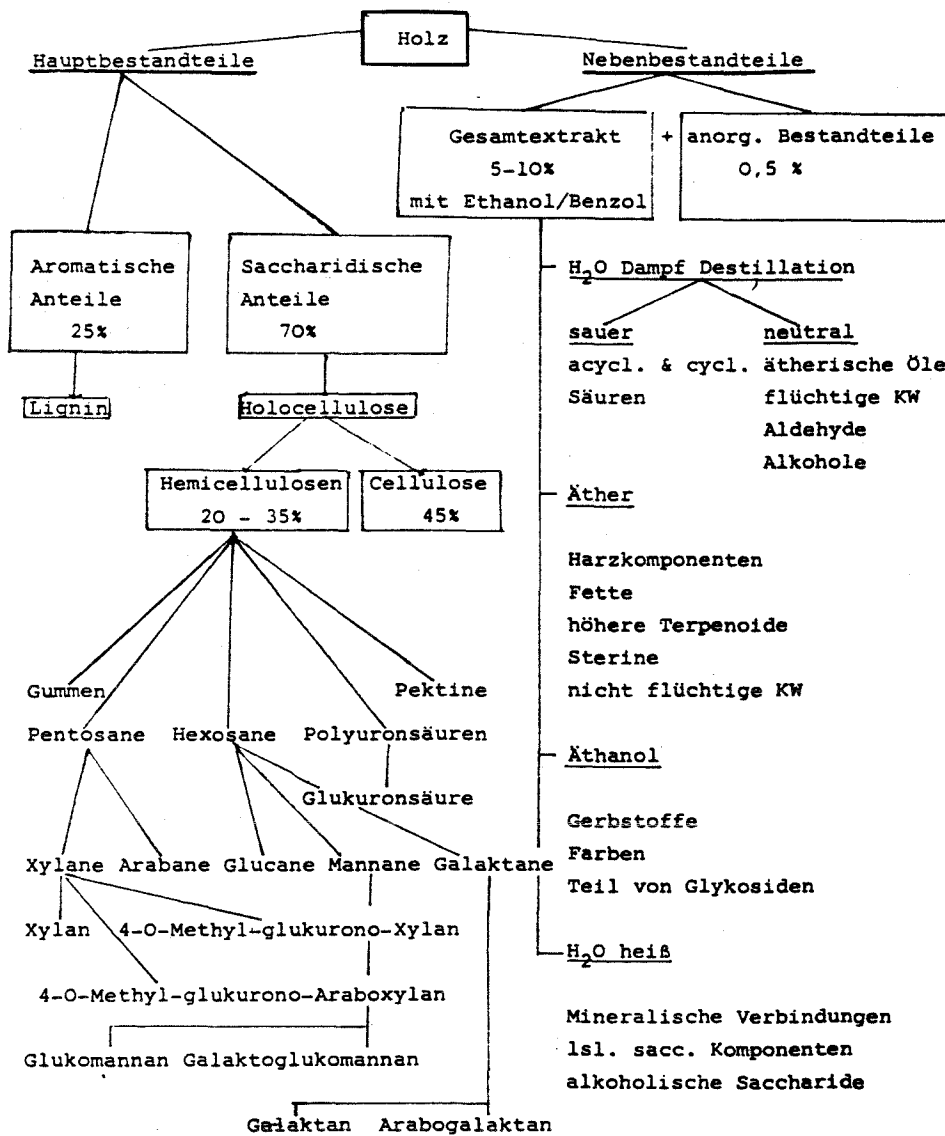 Holz
Hauptbestandteile
Nebenbestandteile
Gesamtextrakt
5-10%
mit Ethanol/Benzol
+ anorg. Bestandteile
0,5 %
Aromatische
Anteile
25%
Saccharidische
Anteile
70%
Lignin
Holocellulose
Hemicellulosen
20 - 35%
Cellulose
45%
Gummen
Pektine
Pentosane Hexosane Polyuronsäuren
Glukuronsäure
Xylane Arabane Glucane Mannane Galaktane
Xylan 4-O-Methyl-glukurono-Xylan
4-O-Methyl-glukurono-Araboxylan
Glukomannan Galaktoglukomannan
Galaktan Arabogalaktan
H₂O Dampf Destillation
sauer
acycl. & cycl.
Säuren
neutral
ätherische Öle
flüchtige KW
Aldehyde
Alkohole
Äther
Harzkomponenten
Fette
höhere Terpenoide
Sterine
nicht flüchtige KW
Äthanol
Gerbstoffe
Farben
Teil von Glykosiden
H₂O heiß
Mineralische Verbindungen
lsl. sacc. Komponenten
alkoholische Saccharide